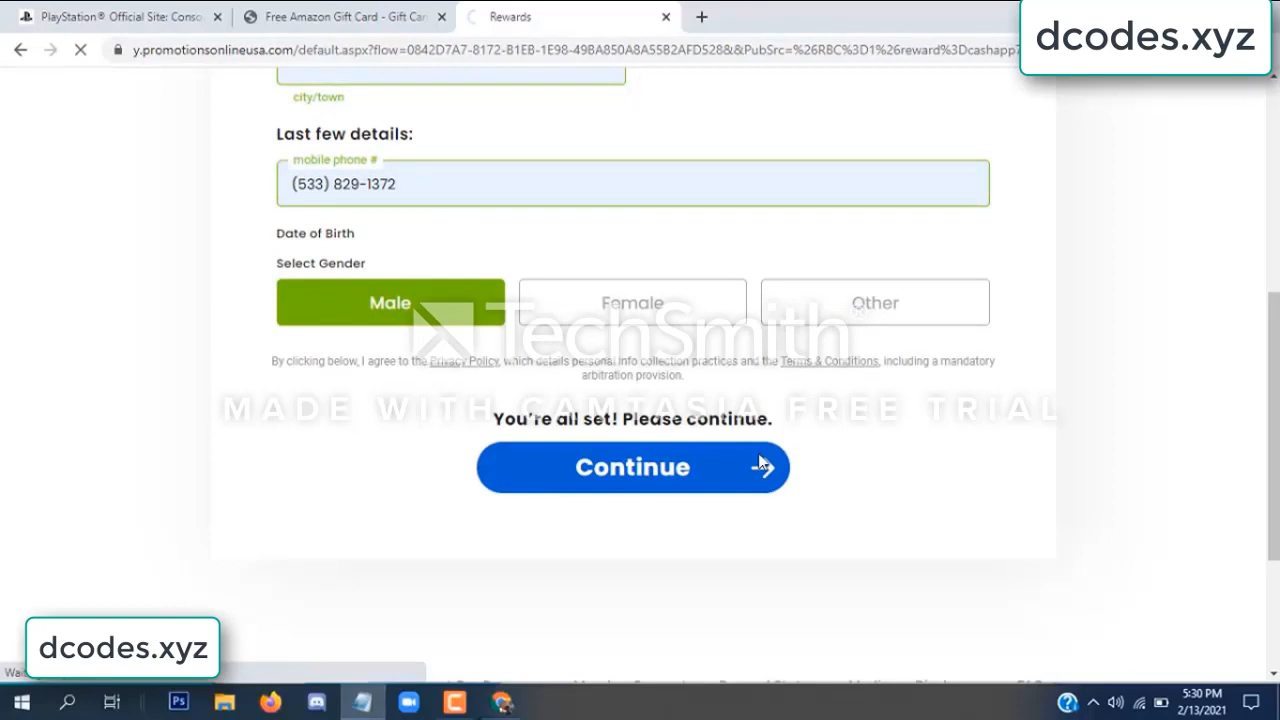 PlayStation® Official Site: Conso
Free Amazon Gift Card - Gift Car
Rewards
y.promotionsonlineusa.com/default.aspx?flow=0842D7A7-8172-B1EB-1E98-49BA850A8A55B2AFD528&&PubSrc=%26RBC%3D1%26reward%3Dcashapp7
dcodes.xyz
city/town
Last few details:
mobile phone #
(533) 829-1372
Date of Birth
Select Gender
Male Female Other
TechSmith
By clicking below, I agree to the Privacy Policy, which details personal info collection practices and the Terms & Conditions, including a mandatory
arbitration provision.
MADE WITH CAMTASIA FREE TRIAL
You're all set! Please continue.
Continue
dcodes.xyz
Ps
5:30 PM
2/13/2021